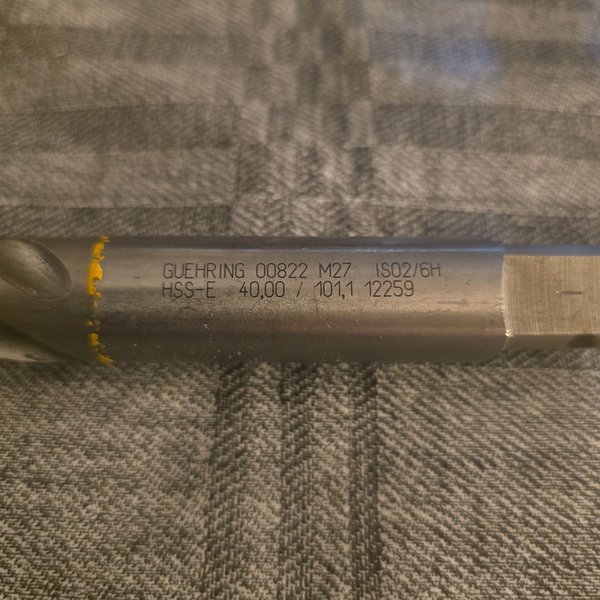 GUEHRING 00822 M27 ISO2/6H
HSS-E 40,00 / 101,1 12259